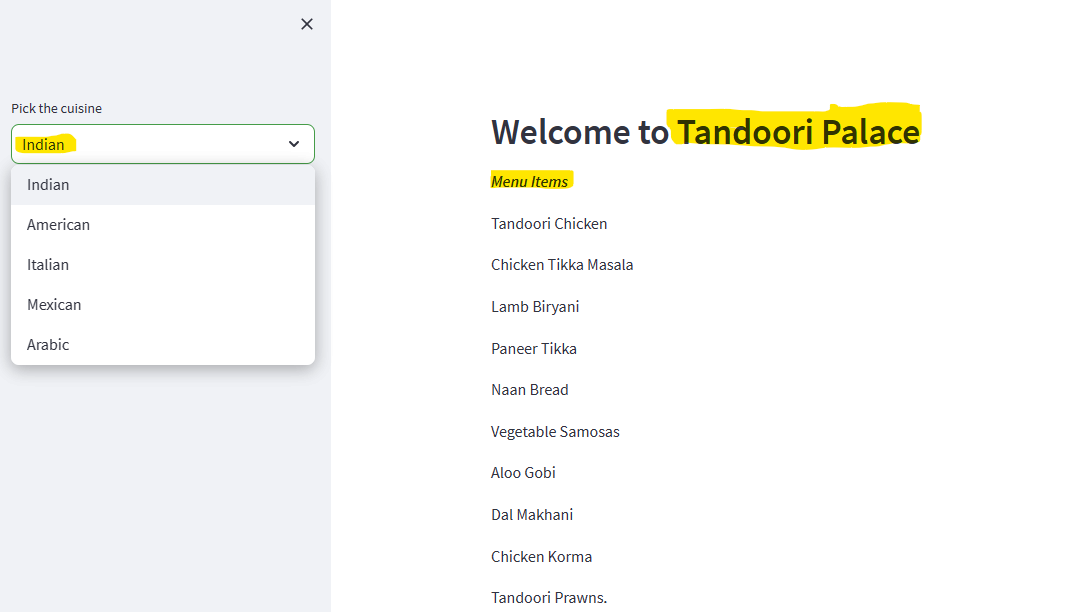 Pick the cuisine
Indian
Indian
American
Italian
Mexican
Arabic
Welcome to Tandoori Palace
Menu Items
Tandoori Chicken
Chicken Tikka Masala
Lamb Biryani
Paneer Tikka
Naan Bread
Vegetable Samosas
Aloo Gobi
Dal Makhani
Chicken Korma
Tandoori Prawns.